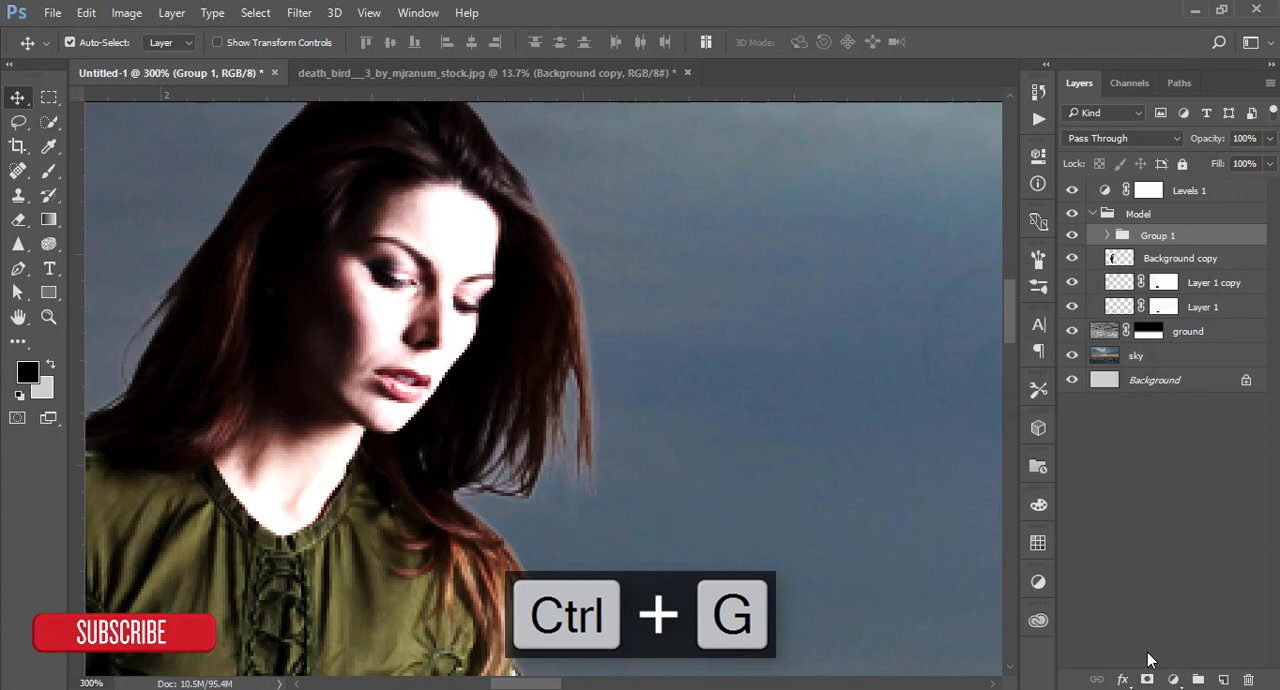 Ps File Edit Image Layer Type Select Filter 3D View Window Help
Auto-Select: Layer Show Transform Controls 3D Mode:
Untitled-1 @ 300% (Group 1, RGB/8) * × death_bird___3_by_mjranum_stock.jpg @ 13.7% (Background copy, RGB/8#) * ×
2
Layers Channels Paths
Kind
Pass Through Opacity: 100%
Lock: Fill: 100%
Levels 1
Model
Group 1
Background copy
Layer 1 copy
Layer 1
ground
sky
Background
Ctrl + G
SUBSCRIBE
300% Doc: 10.5M/95.4M